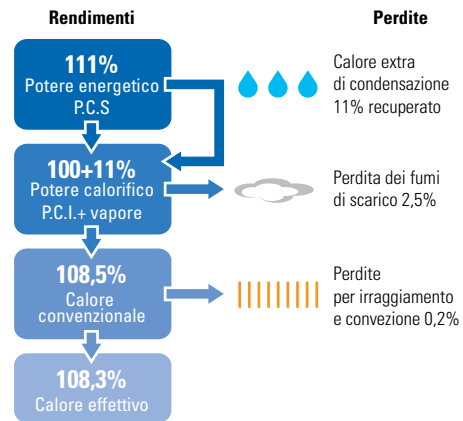 Rendimenti
Perdite
111%
Potere energetico
P.C.S
Calore extra
di condensazione
11% recuperato
100+11%
Potere calorifico
P.C.I.+ vapore
Perdita dei fumi
di scarico 2,5%
108,5%
Calore
convenzionale
Perdite
per irraggiamento
e convezione 0,2%
108,3%
Calore effettivo